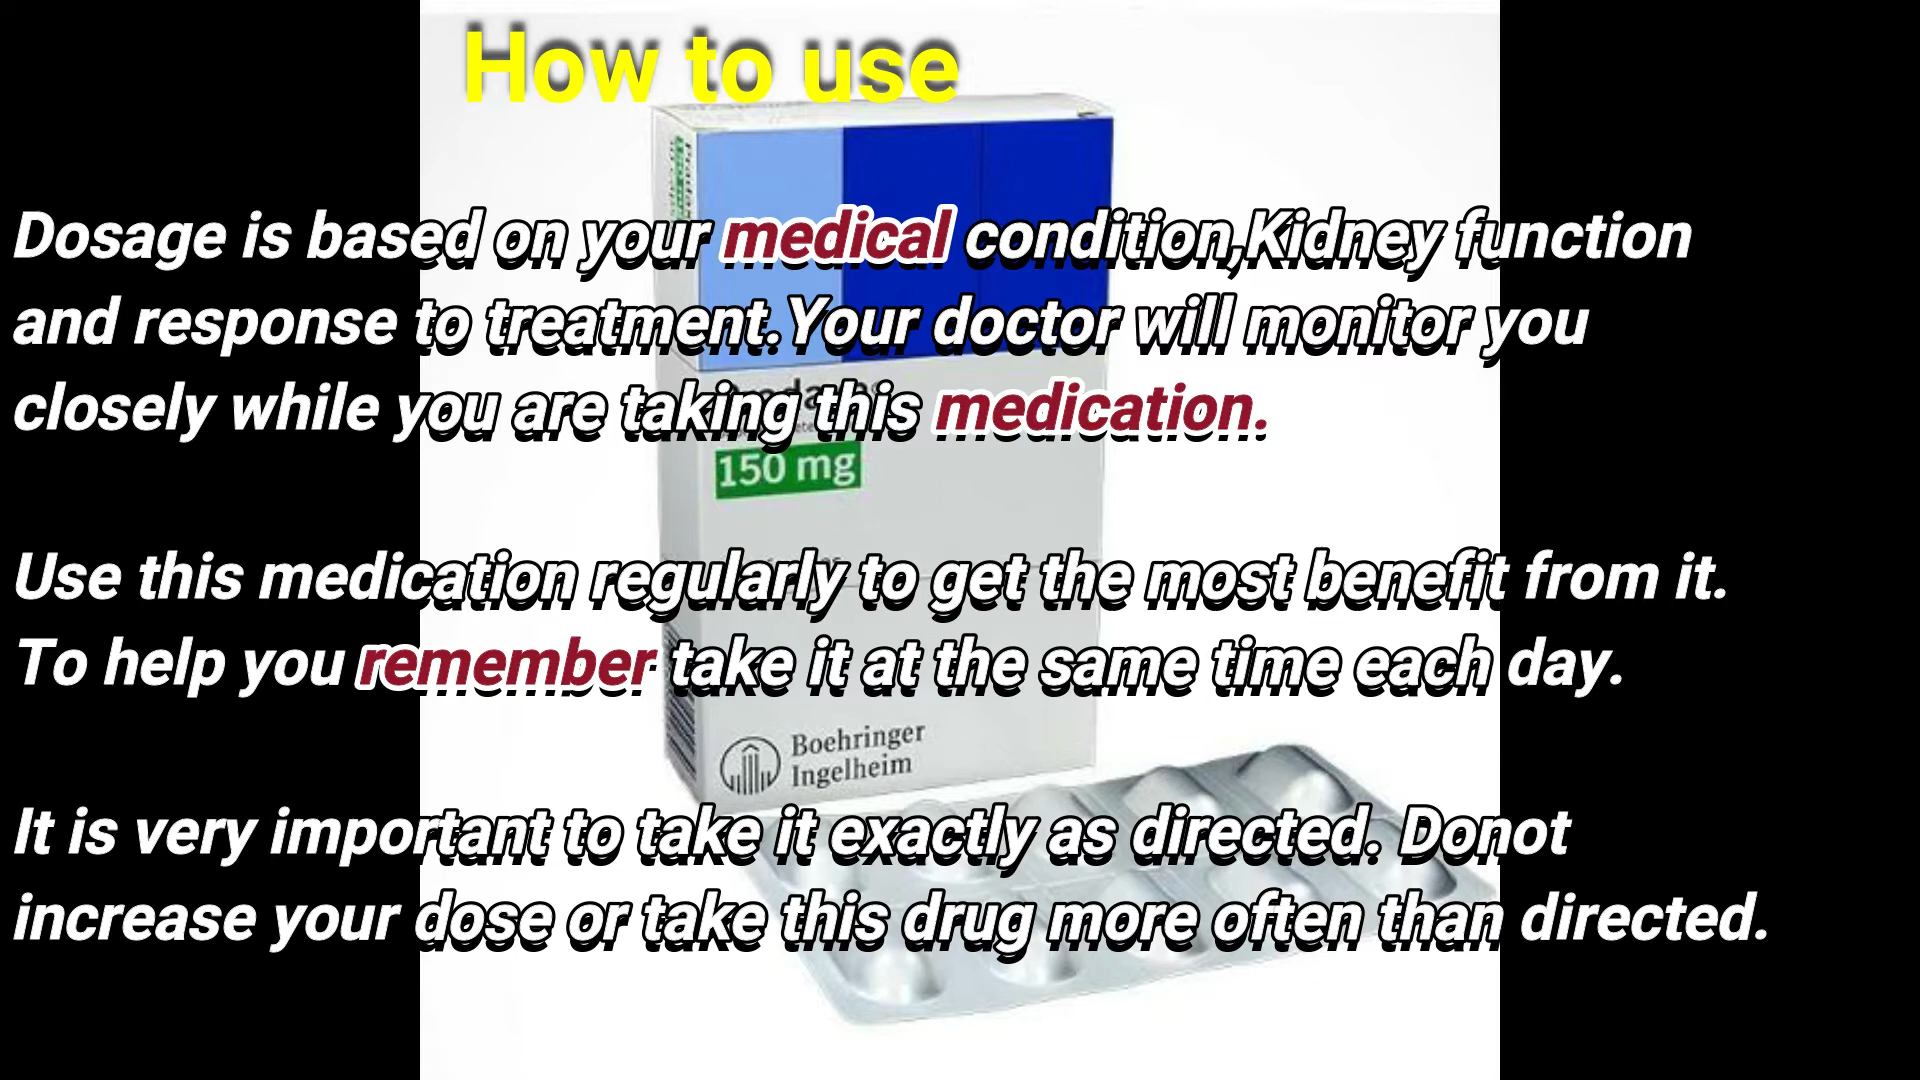 How to use
Dosage is based on your medical condition,Kidney function
and response to treatment.Your doctor will monitor you
closely while you are taking this medication.
150 mg
Use this medication regularly to get the most benefit from it.
To help you remember take it at the same time each day.
Boehringer
Ingelheim
It is very important to take it exactly as directed. Donot
increase your dose or take this drug more often than directed.